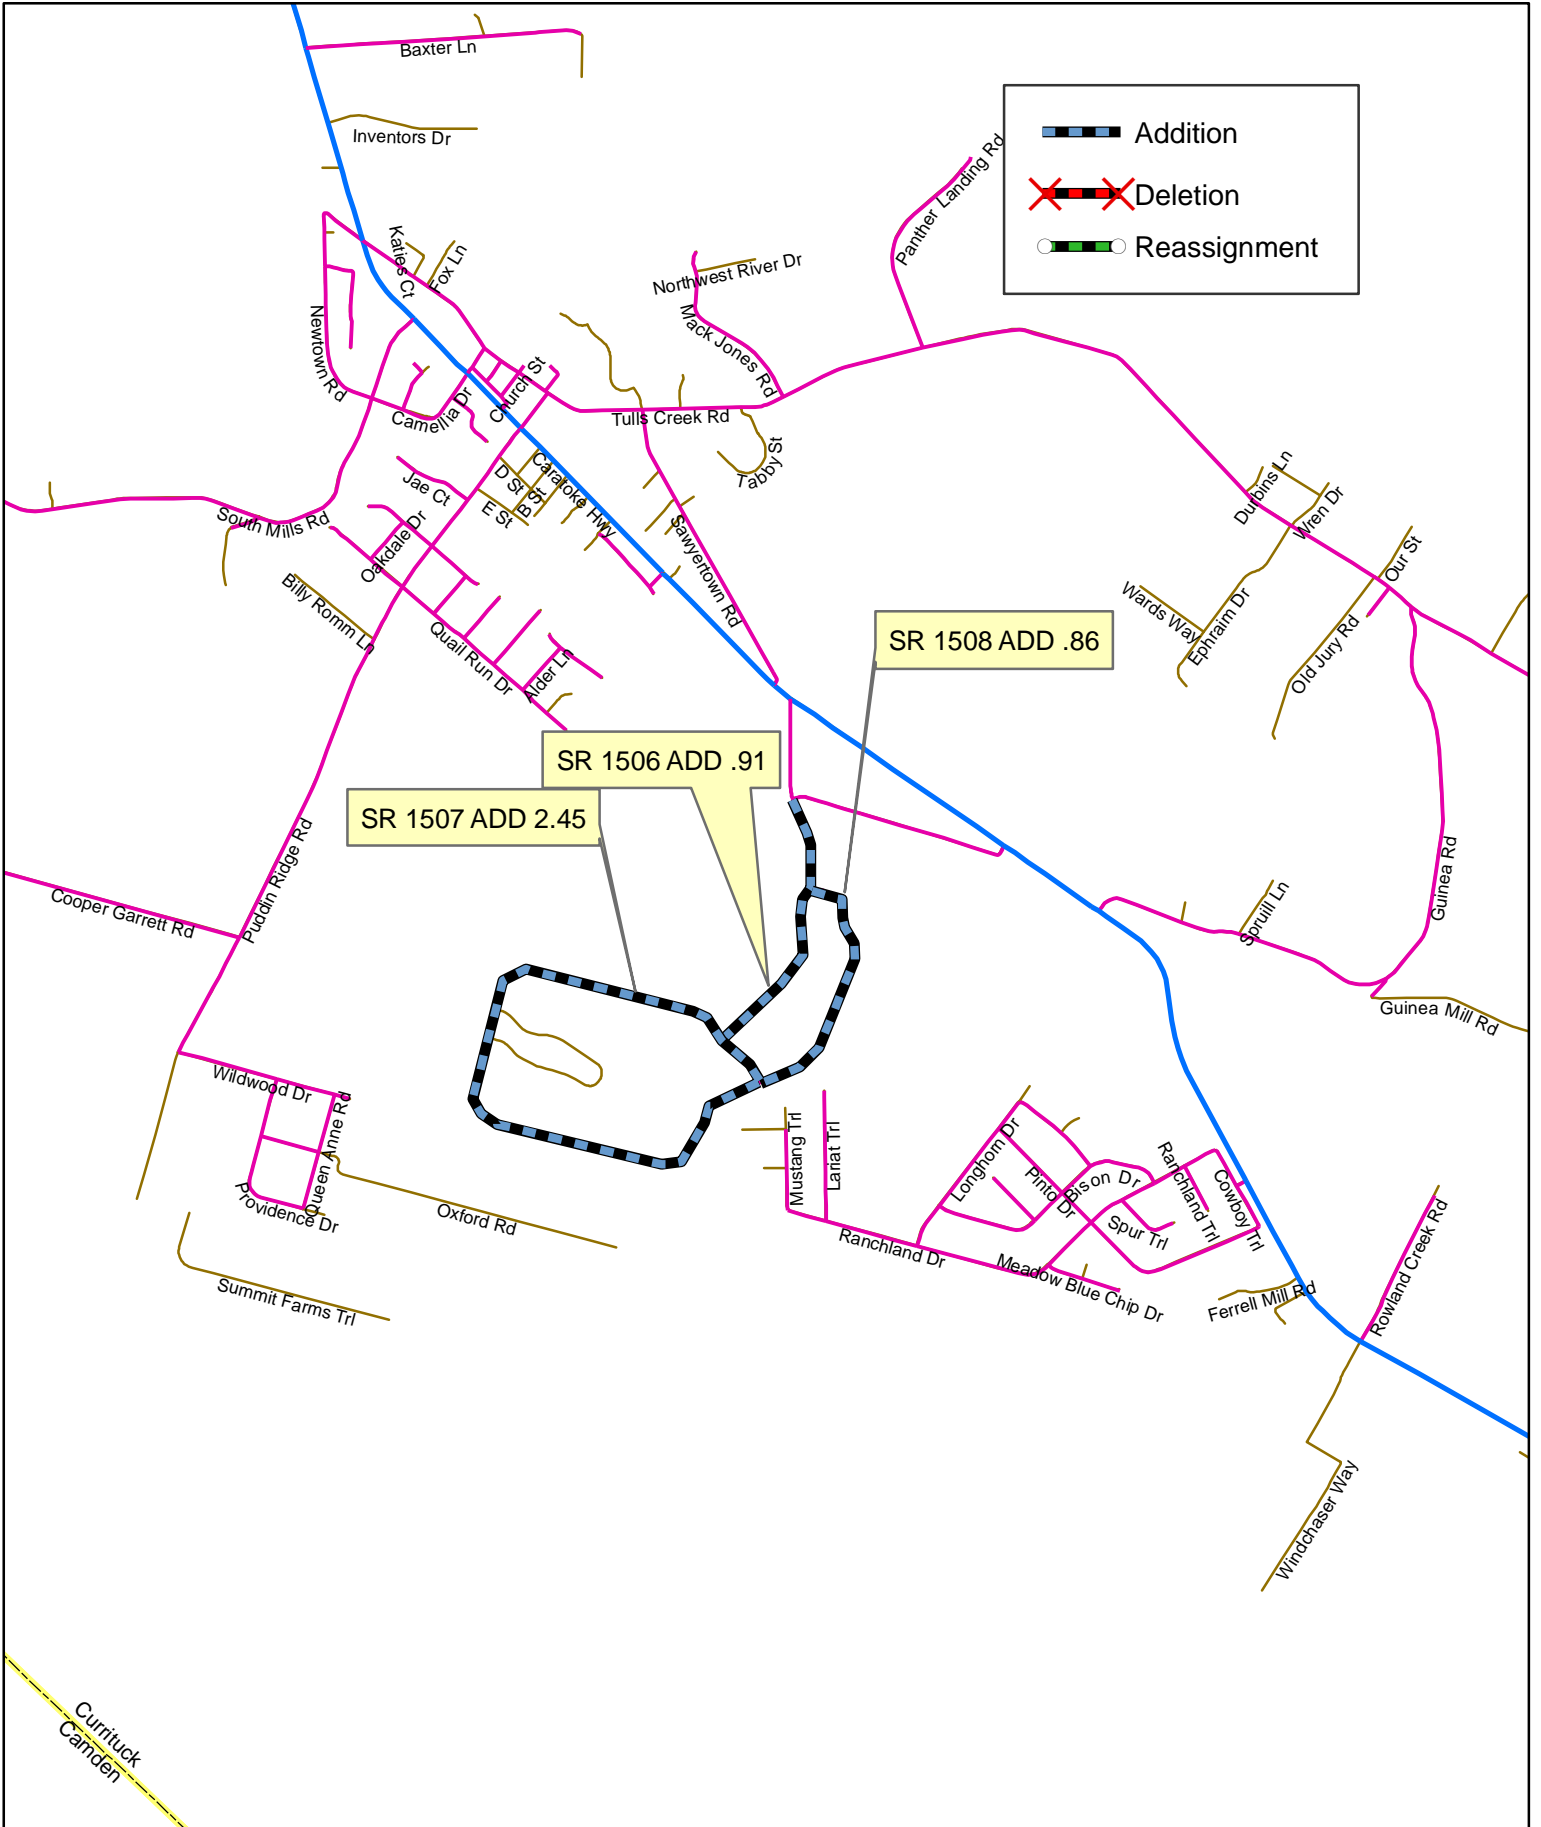 Baxter Ln
Inventors Dr
Addition
Deletion
Reassignment
Panther Landing Rd
Katies Ct
Fox Ln
Northwest River Dr
Newtown Rd
Mack Jones Rd
Church St
Camellia Dr
Tulls Creek Rd
Tabby St
Jae Ct
D St
B St
E St
Caratoke Hwy
Durbins Ln
Wren Dr
South Mills Rd
Oakdale Dr
Sawyertown Rd
Our St
Billy Romm Ln
Wards Way
Ephraim Dr
Old Jury Rd
Quail Run Dr
Alder Ln
SR 1508 ADD .86
SR 1506 ADD .91
SR 1507 ADD 2.45
Puddin Ridge Rd
Cooper Garrett Rd
Guinea Rd
Spruill Ln
Guinea Mill Rd
Wildwood Dr
Queen Anne Rd
Providence Dr
Oxford Rd
Summit Farms Trl
Mustang Trl
Lariat Trl
Longhorn Dr
Pinto Dr
Bison Dr
Ranchland Trl
Cowboy Trl
Spur Trl
Ranchland Dr
Meadow Blue Chip Dr
Ferrell Mill Rd
Rowland Creek Rd
Windchaser Way
Currituck
Camden